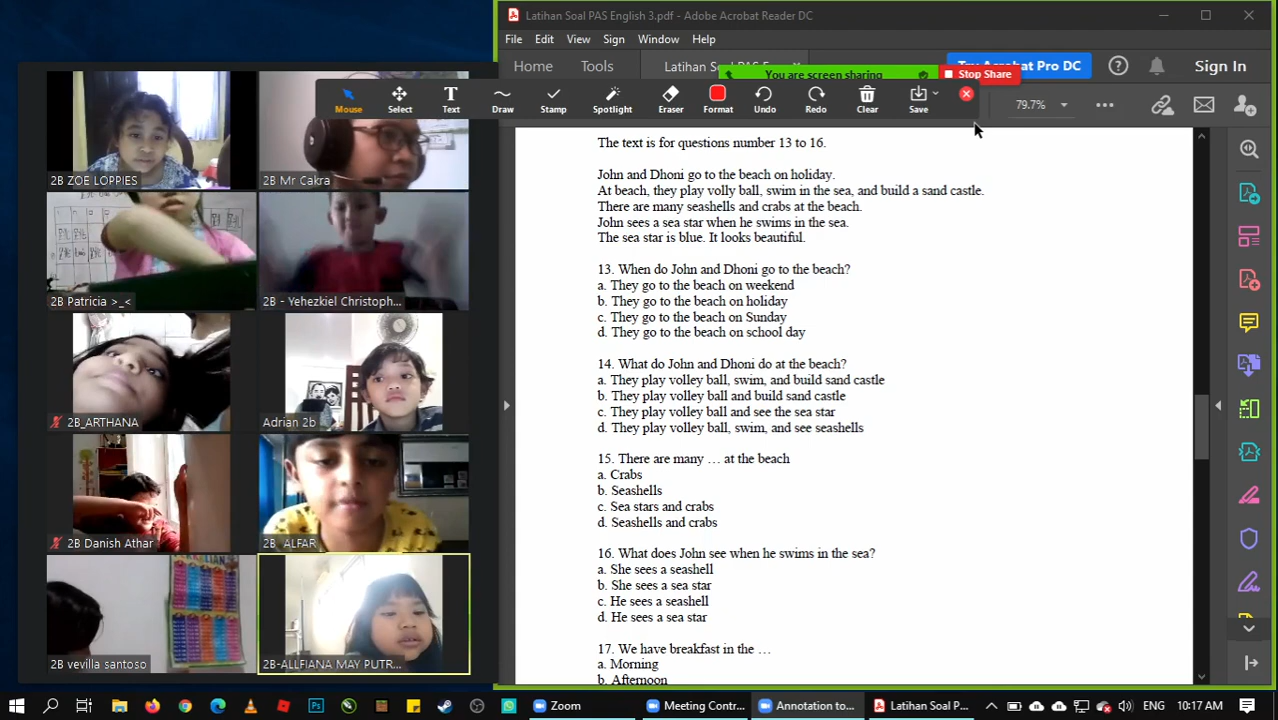 Latihan Soal PAS English 3.pdf - Adobe Acrobat Reader DC
File Edit View Sign Window Help
Home Tools Latihan So
Acrobat Pro DC
Sign In
You are screen sharing
Stop Share
Mouse Select Text Draw Stamp Spotlight Eraser Format Undo Redo Clear Save
79.7%
2B ZOE LOPPIES
2B Mr Cakra
2B Patricia >_<
2B - Yehezkiel Christoph...
2B_ARTHANA
Adrian 2b
2B Danish Athar
2B_ALFAR
2B vevilla santoso
2B-ALLFIANA MAY PUTR...
The text is for questions number 13 to 16.
John and Dhoni go to the beach on holiday.
At beach, they play volly ball, swim in the sea, and build a sand castle.
There are many seashells and crabs at the beach.
John sees a sea star when he swims in the sea.
The sea star is blue. It looks beautiful.
13. When do John and Dhoni go to the beach?
a. They go to the beach on weekend
b. They go to the beach on holiday
c. They go to the beach on Sunday
d. They go to the beach on school day
14. What do John and Dhoni do at the beach?
a. They play volley ball, swim, and build sand castle
b. They play volley ball and build sand castle
c. They play volley ball and see the sea star
d. They play volley ball, swim, and see seashells
15. There are many … at the beach
a. Crabs
b. Seashells
c. Sea stars and crabs
d. Seashells and crabs
16. What does John see when he swims in the sea?
a. She sees a seashell
b. She sees a sea star
c. He sees a seashell
d. He sees a sea star
17. We have breakfast in the …
a. Morning
b. Afternoon
Zoom
Meeting Contr...
Annotation to...
Latihan Soal P...
ENG
10:17 AM